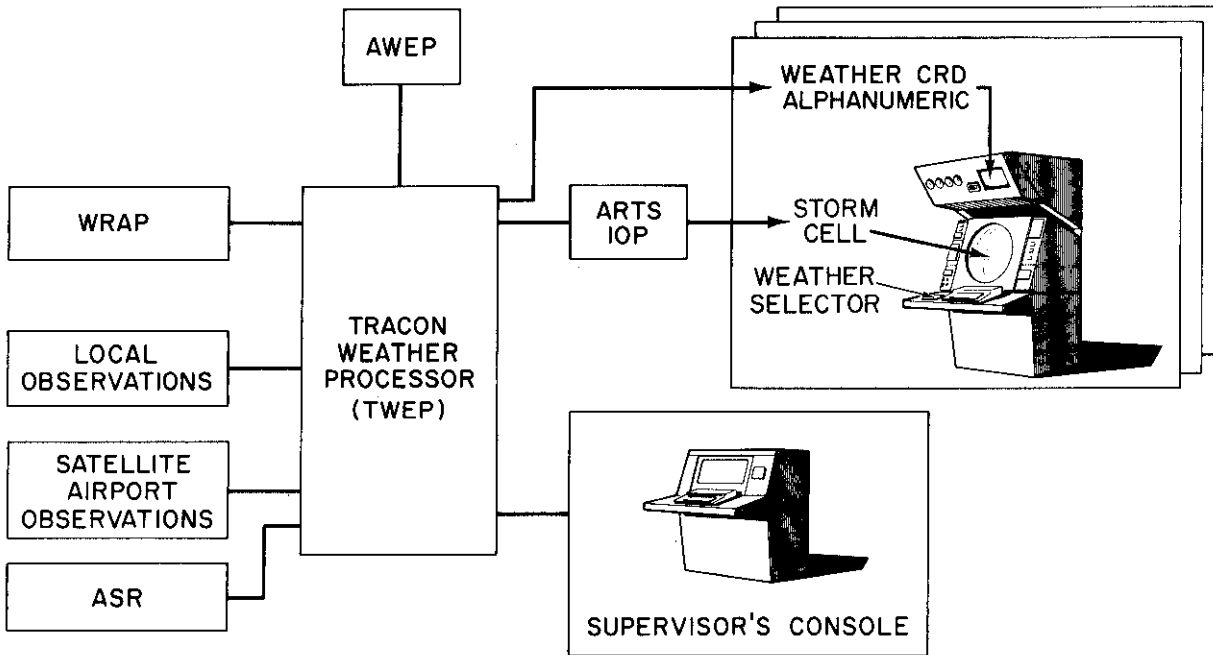 AWEP
WEATHER CRD
ALPHANUMERIC
WRAP
ARTS
IOP
STORM
CELL
WEATHER
SELECTOR
LOCAL
OBSERVATIONS
TRACON
WEATHER
PROCESSOR
(TWEP)
SATELLITE
AIRPORT
OBSERVATIONS
ASR
SUPERVISOR'S CONSOLE